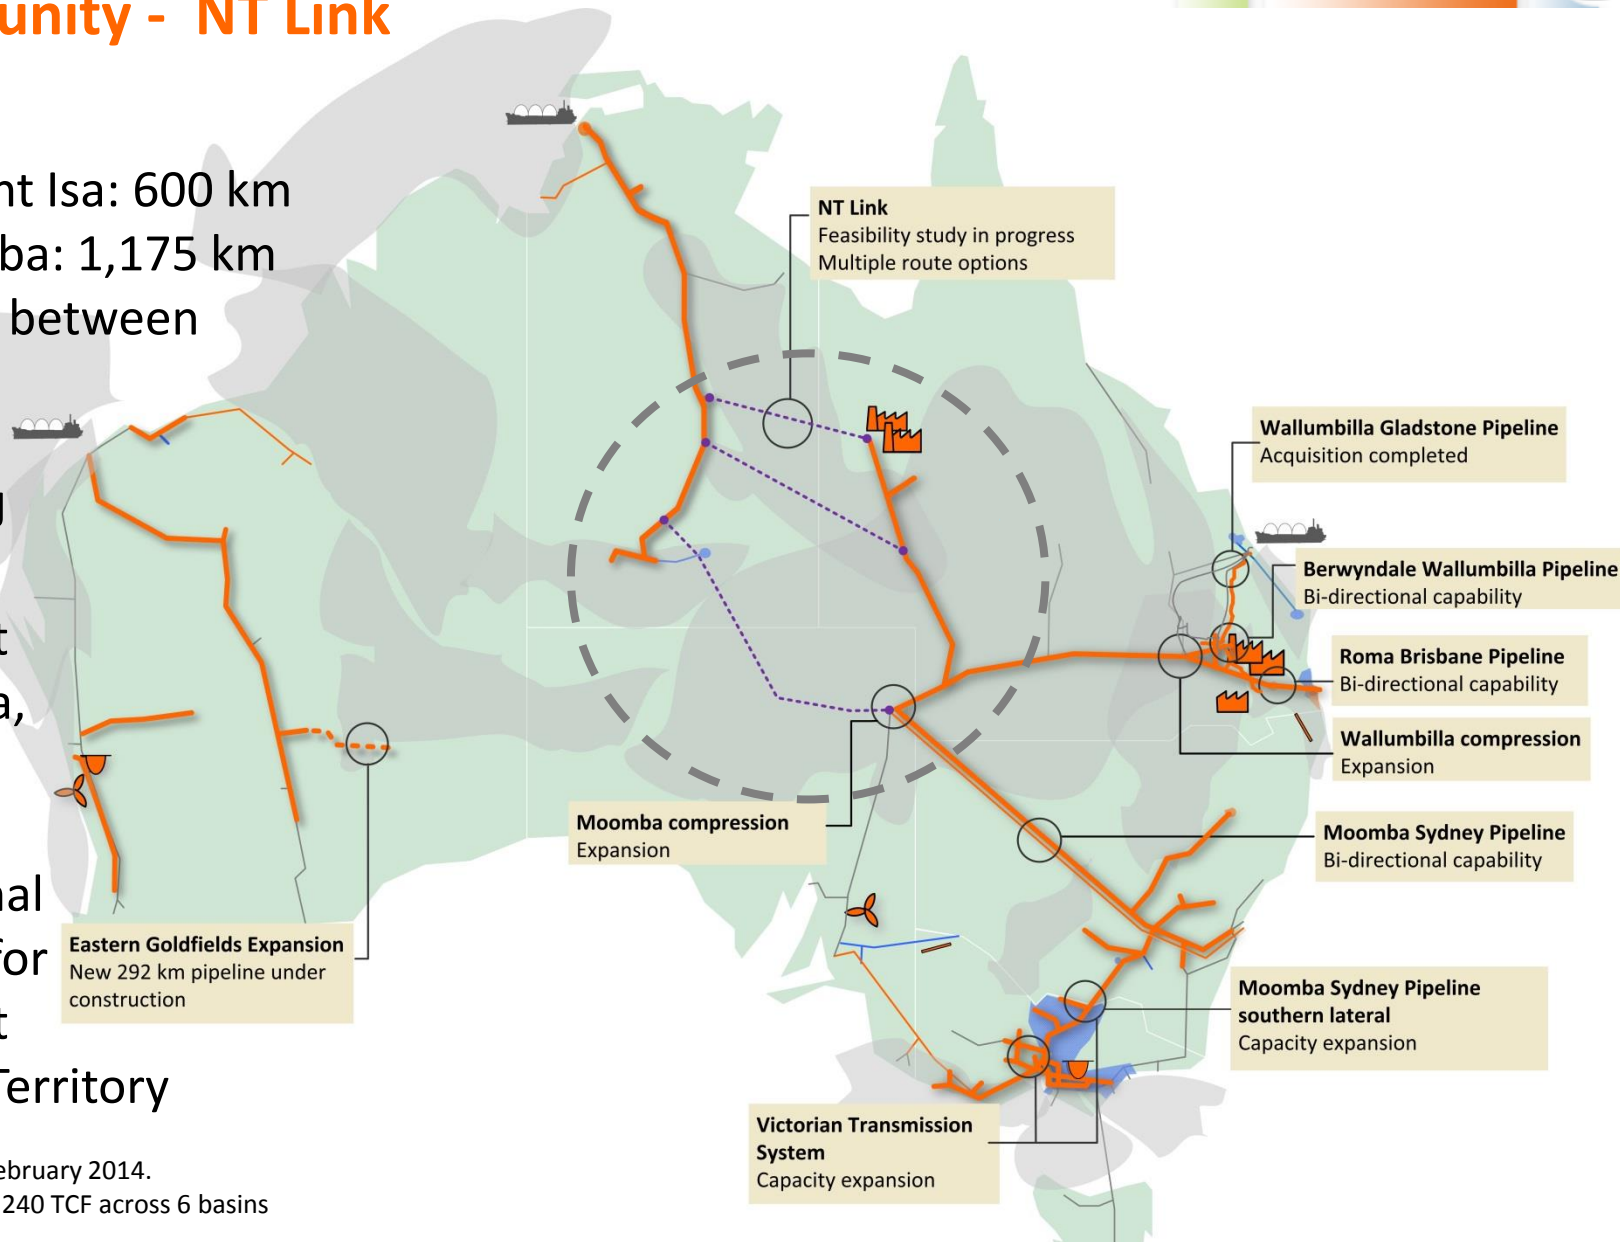 unity - NT Link
nt Isa: 600 km
ba: 1,175 km
between
t
a,
nal
for
t
Territory
ebruary 2014.
240 TCF across 6 basins
NT Link
Feasibility study in progress
Multiple route options
Wallumbilla Gladstone Pipeline
Acquisition completed
Berwyndale Wallumbilla Pipeline
Bi-directional capability
Roma Brisbane Pipeline
Bi-directional capability
Wallumbilla compression
Expansion
Moomba compression
Expansion
Moomba Sydney Pipeline
Bi-directional capability
Eastern Goldfields Expansion
New 292 km pipeline under
construction
Moomba Sydney Pipeline
southern lateral
Capacity expansion
Victorian Transmission
System
Capacity expansion